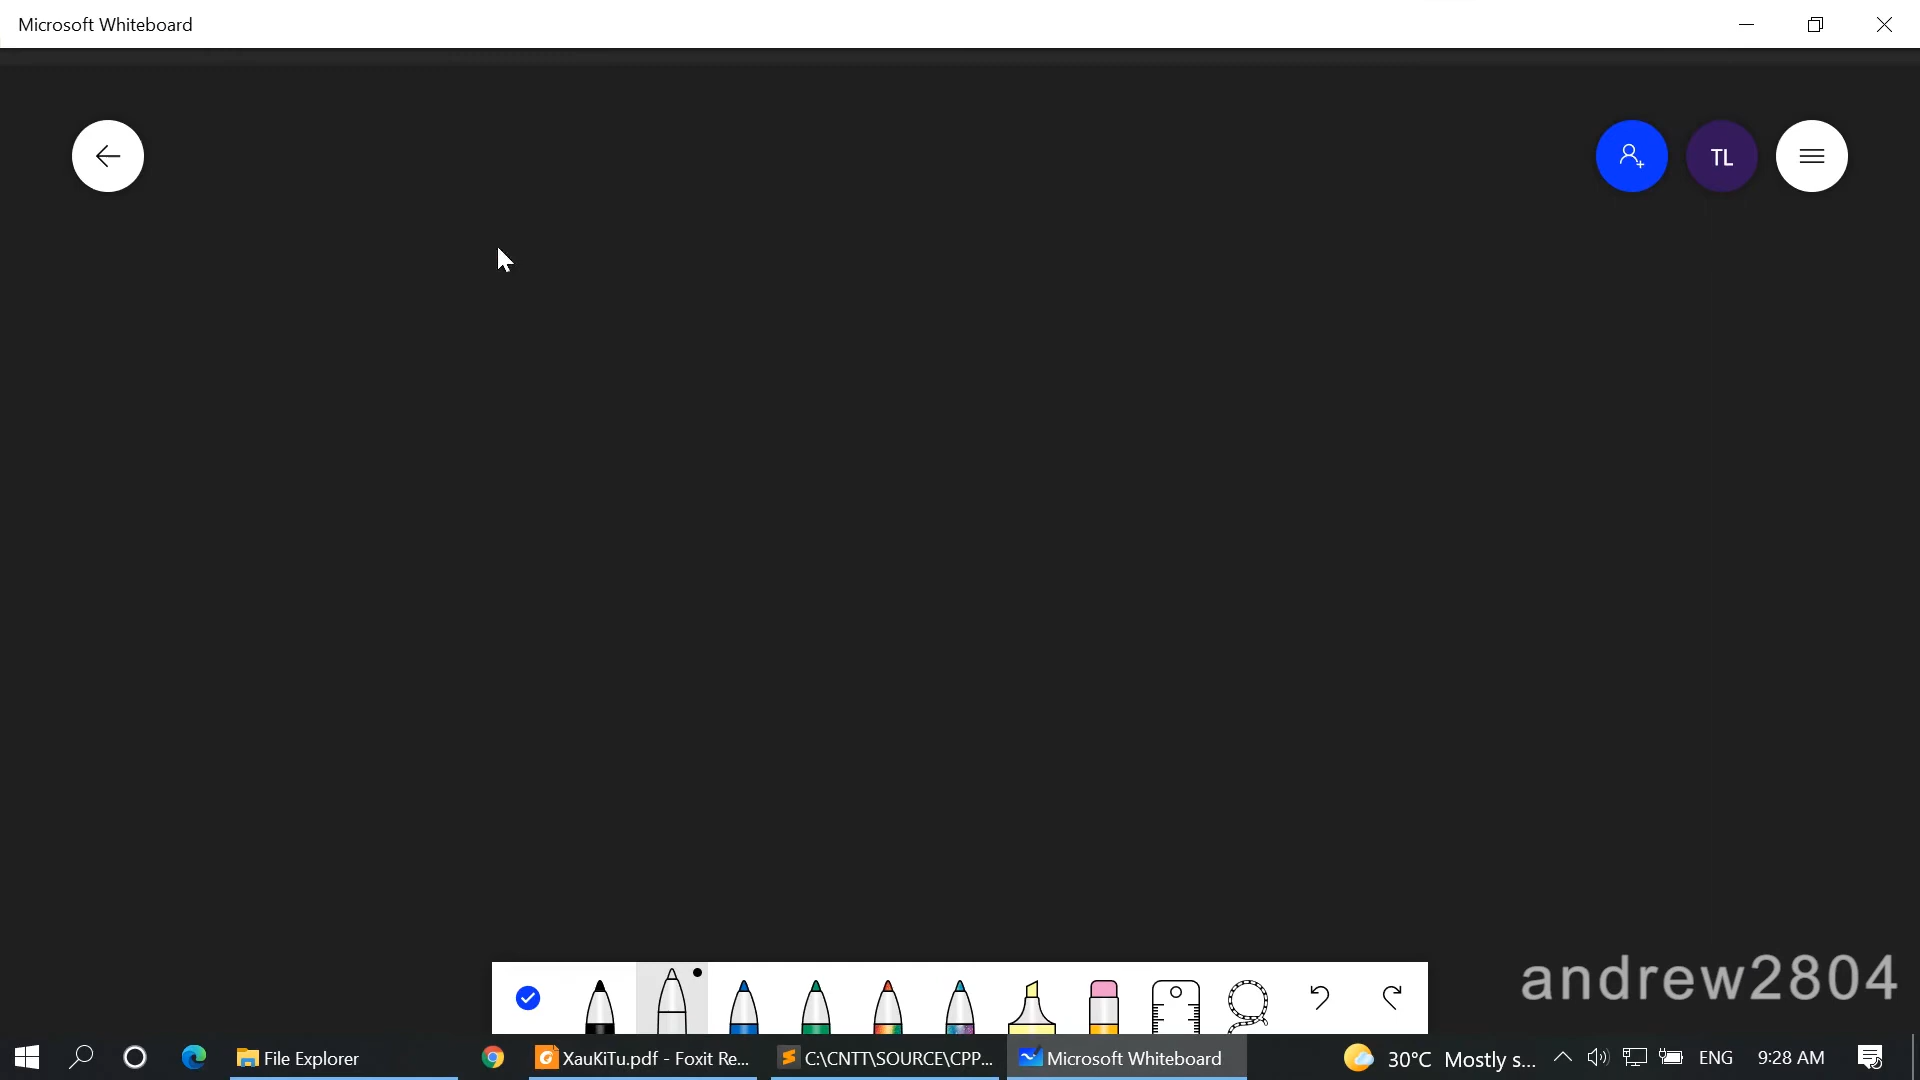 Microsoft Whiteboard
TL
andrew2804
File Explorer
XauKiTu.pdf - Foxit Re...
C:\CNTT\SOURCE\CPP...
Microsoft Whiteboard
30°C Mostly s...
ENG
9:28 AM